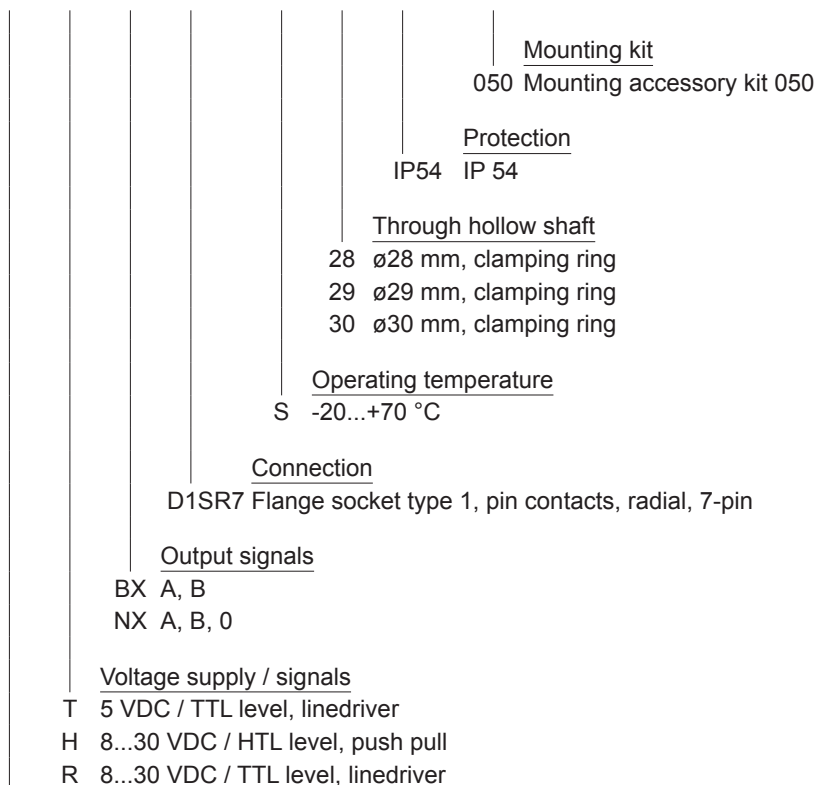 Mounting kit
050 Mounting accessory kit 050
Protection
IP54 IP 54
Through hollow shaft
28 ø28 mm, clamping ring
29 ø29 mm, clamping ring
30 ø30 mm, clamping ring
Operating temperature
S -20...+70 °C
Connection
D1SR7 Flange socket type 1, pin contacts, radial, 7-pin
Output signals
BX A, B
NX A, B, 0
Voltage supply / signals
T 5 VDC / TTL level, linedriver
H 8...30 VDC / HTL level, push pull
R 8...30 VDC / TTL level, linedriver